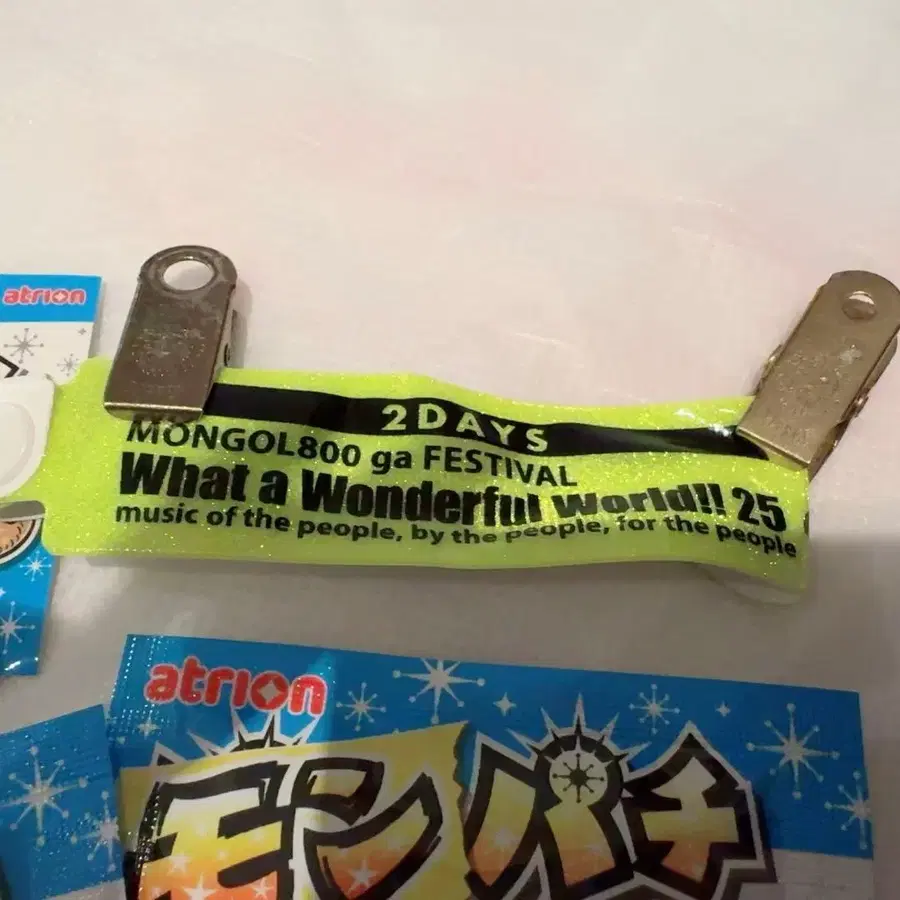 atrion
2DAYS
MONGOL800 ga FESTIVAL
What a Wonderful World!! 25
music of the people, by the people, for the people
atrion
モンパチ